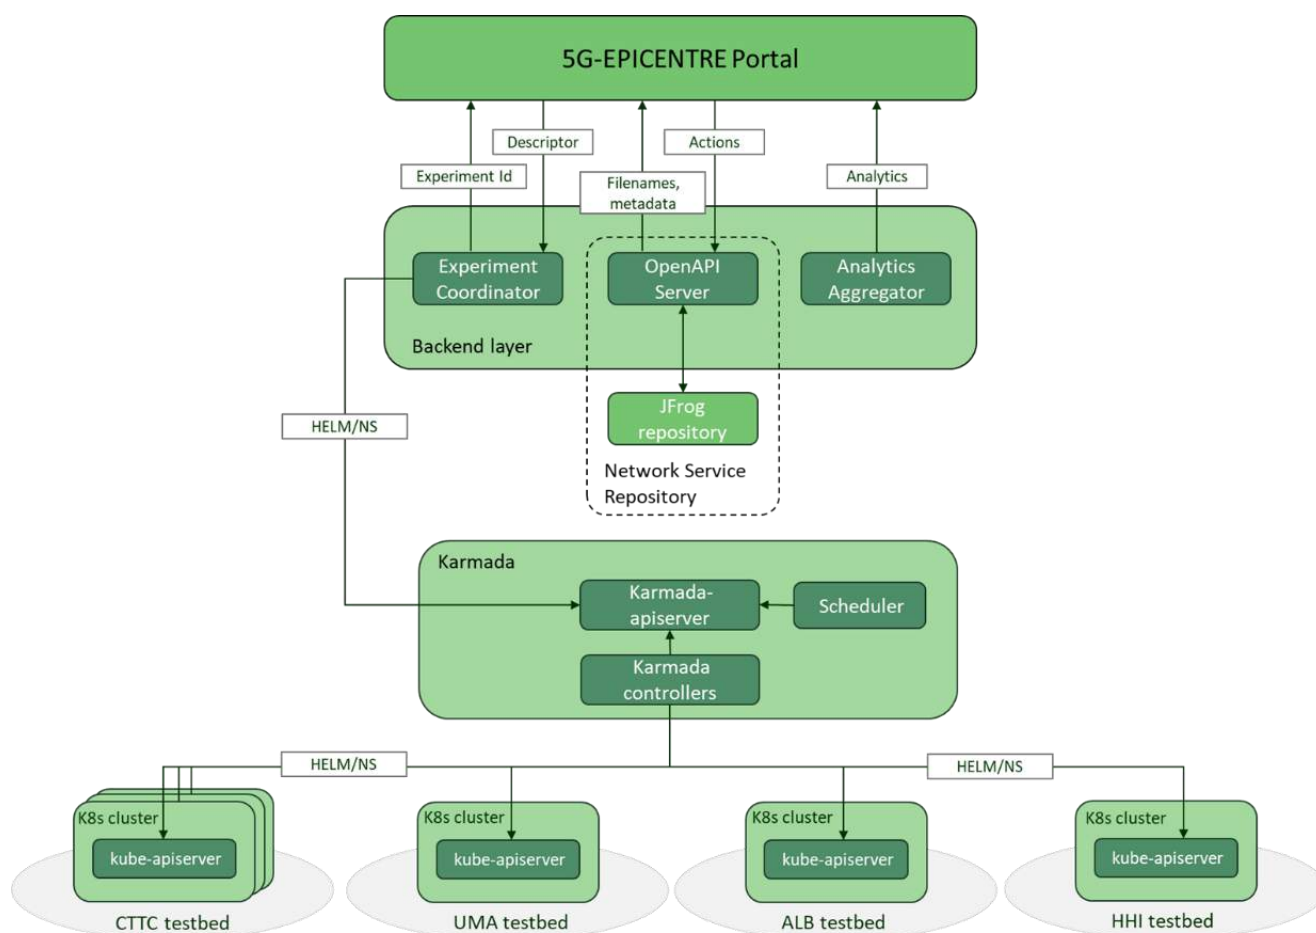 5G-EPICENTRE Portal
Descriptor
Actions
Experiment Id
Filenames,
metadata
Analytics
Experiment
Coordinator
OpenAPI
Server
Analytics
Aggregator
Backend layer
HELM/NS
JFrog
repository
Network Service
Repository
Karmada
Karmada-
apiserver
Scheduler
Karmada
controllers
HELM/NS
HELM/NS
K8s cluster
K8s cluster
K8s cluster
K8s cluster
kube-apiserver
kube-apiserver
kube-apiserver
kube-apiserver
CTTC testbed
UMA testbed
ALB testbed
HHI testbed